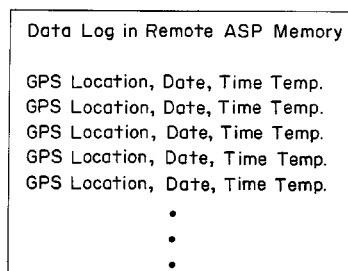 Data Log in Remote ASP Memory
GPS Location, Date, Time Temp.
GPS Location, Date, Time Temp.
GPS Location, Date, Time Temp.
GPS Location, Date, Time Temp.
GPS Location, Date, Time Temp.
•
•
•